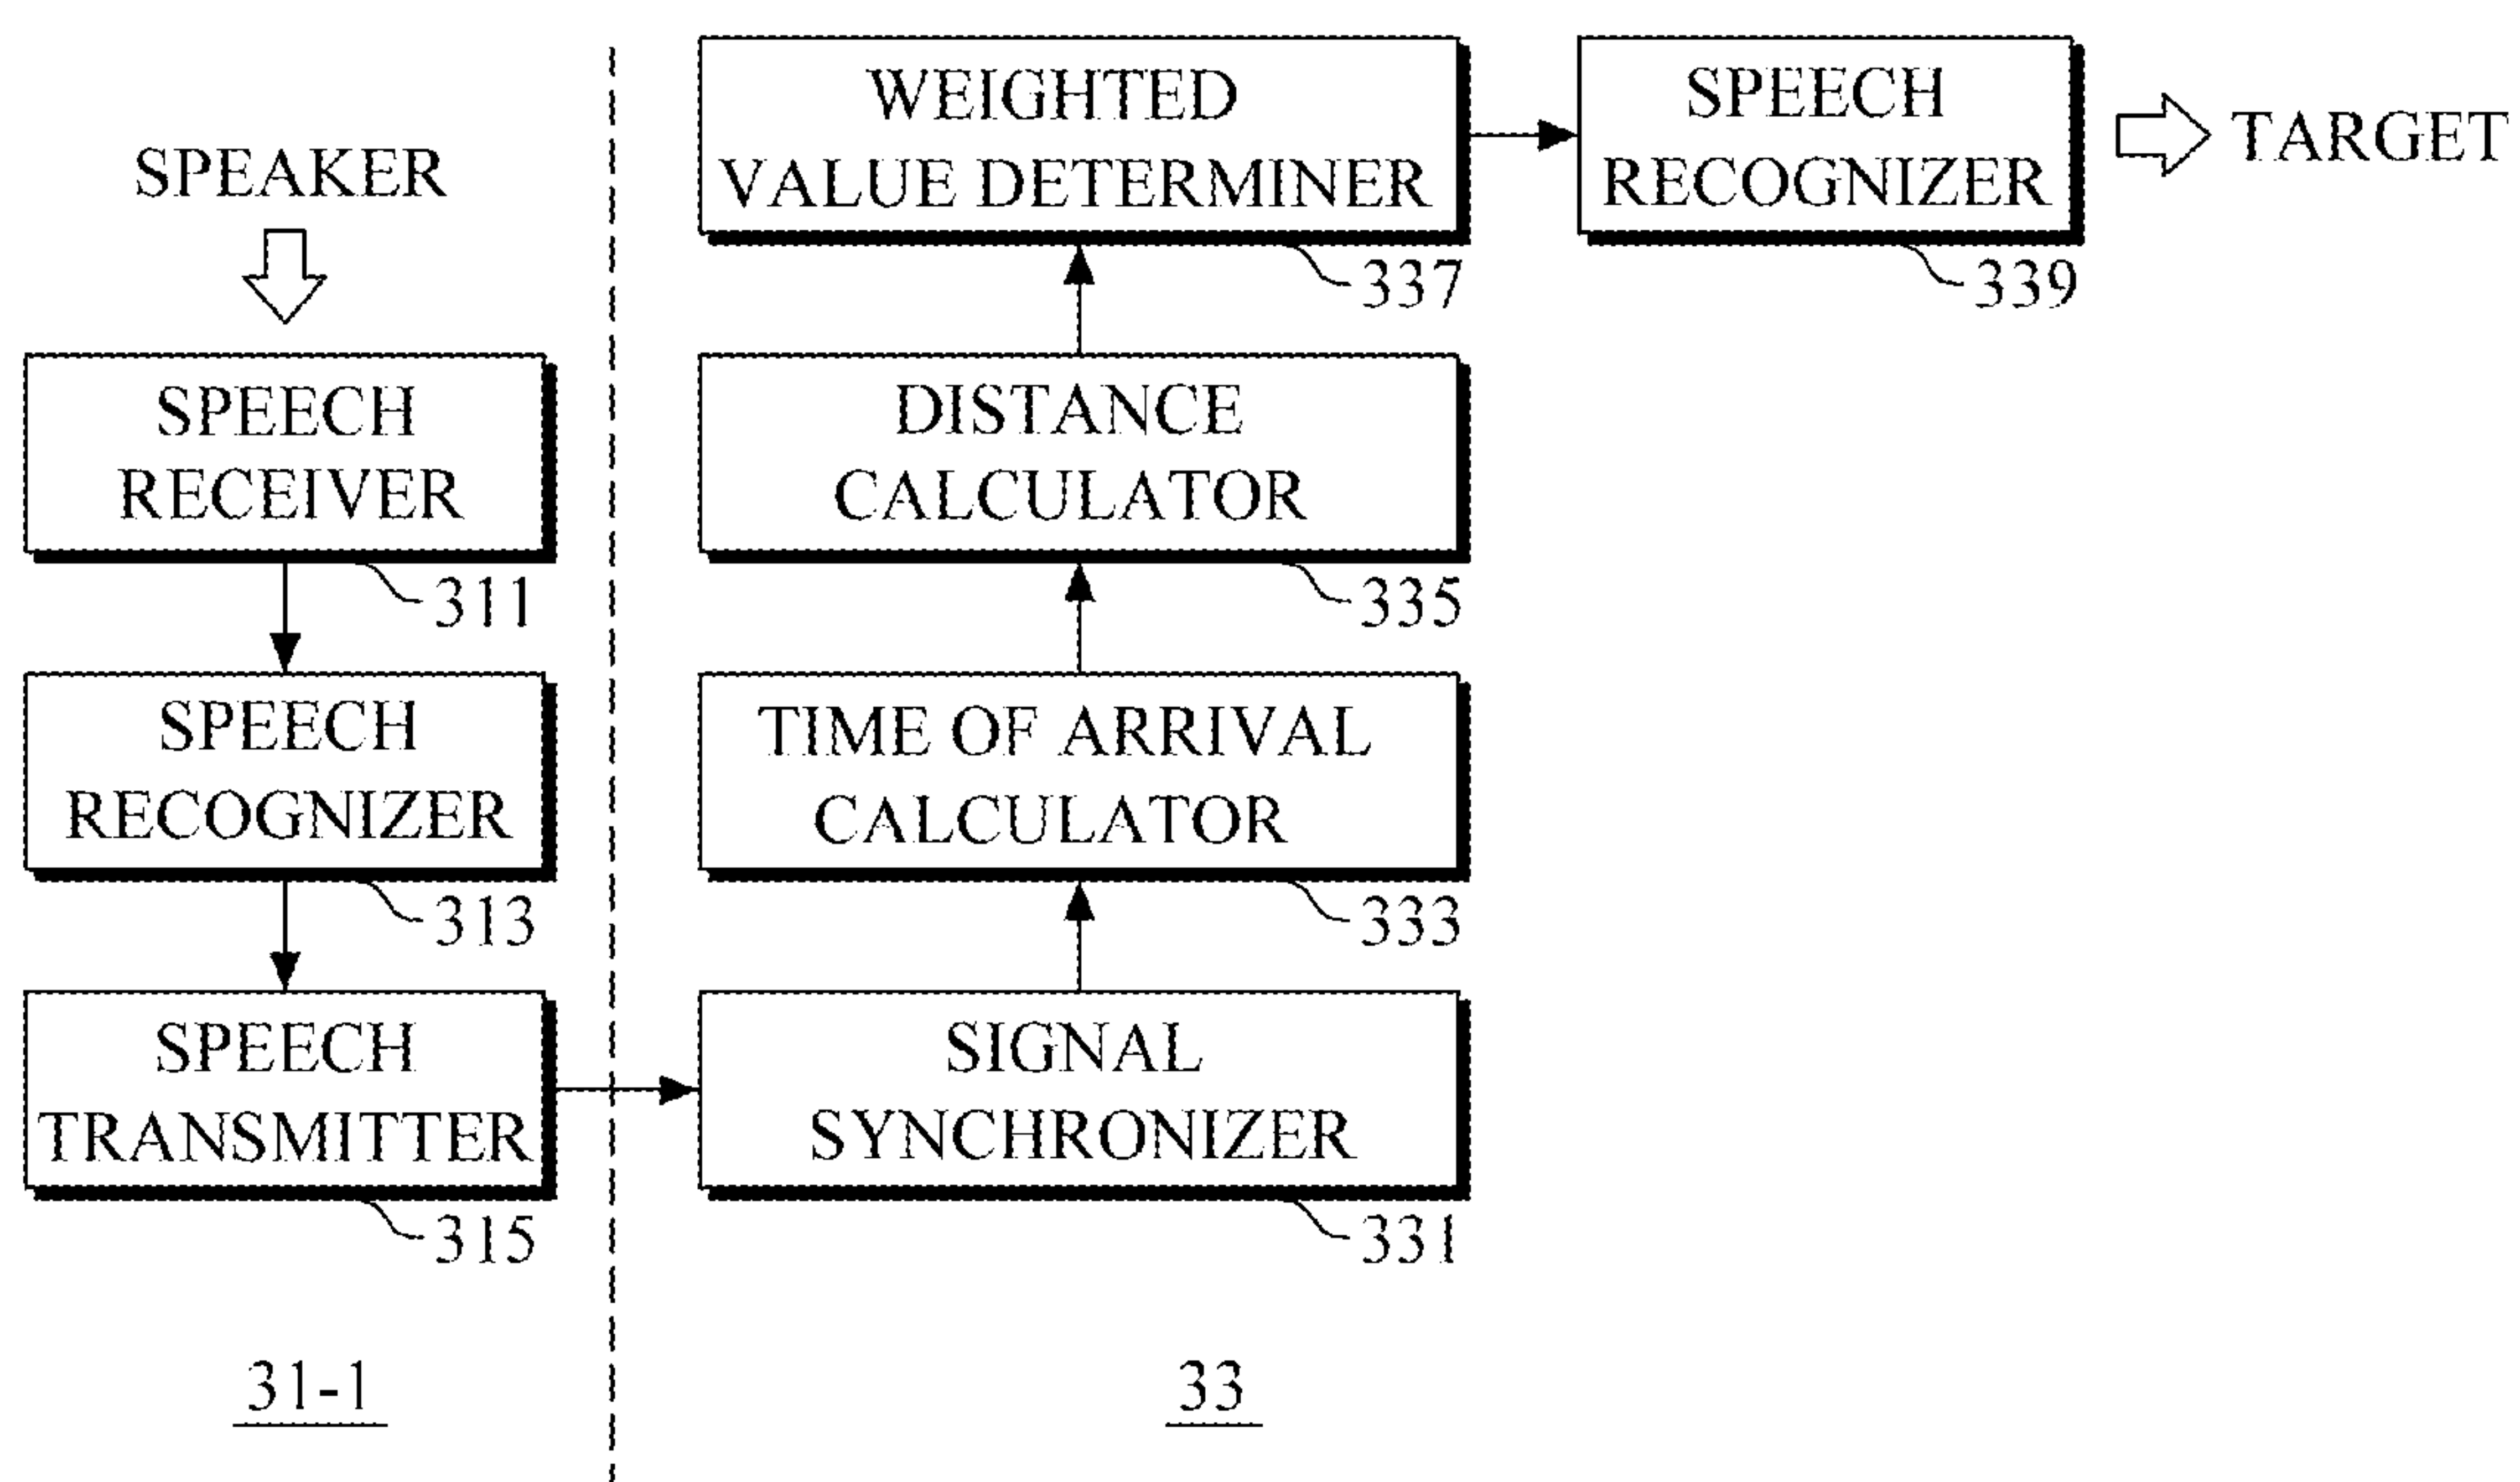 SPEAKER
SPEECH
RECEIVER
311
SPEECH
RECOGNIZER
313
SPEECH
TRANSMITTER
315
31-1
WEIGHTED
VALUE DETERMINER
337
DISTANCE
CALCULATOR
335
TIME OF ARRIVAL
CALCULATOR
333
SIGNAL
SYNCHRONIZER
331
33
SPEECH
RECOGNIZER
339
TARGET